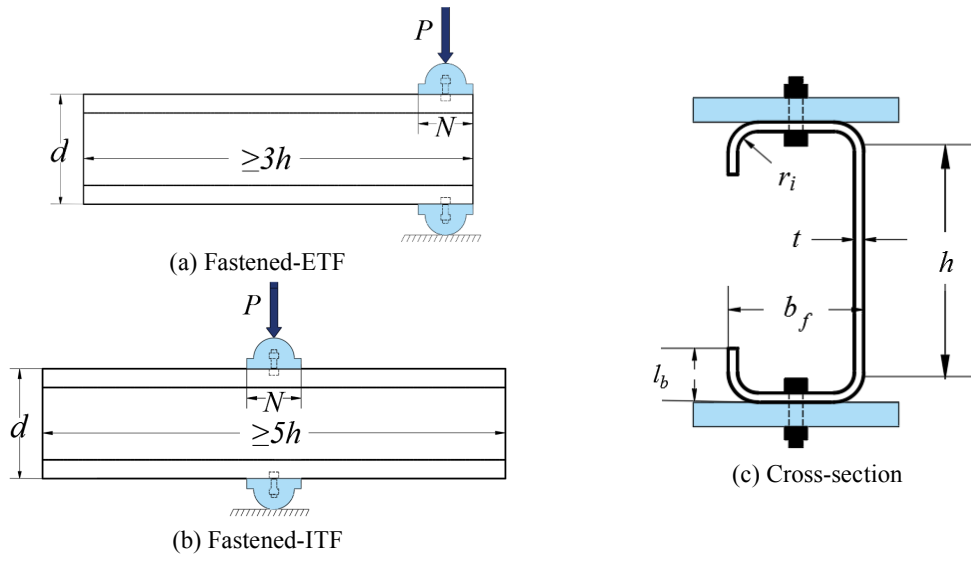 P
N
d
≥3h
(a) Fastened-ETF
P
N
d
≥5h
(b) Fastened-ITF
r_i
t
h
b_f
l_b
(c) Cross-section